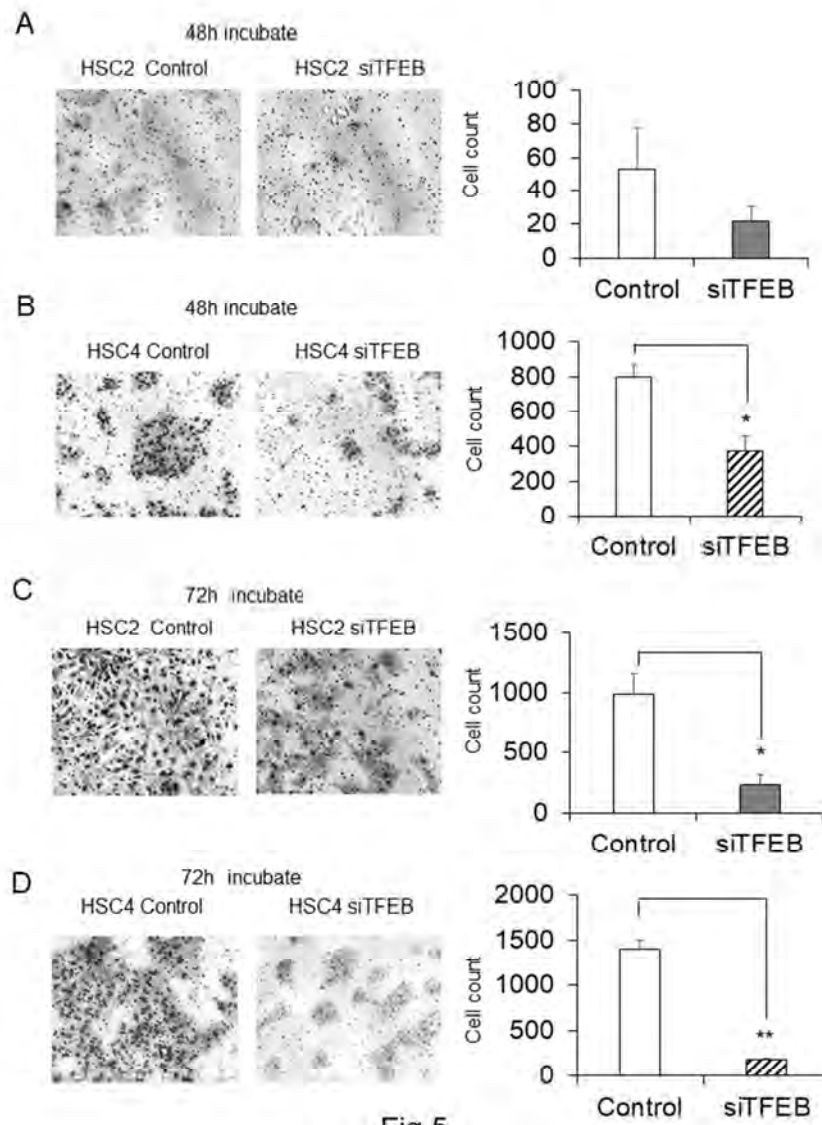 A
48h incubate
HSC2 Control
HSC2 siTFEB
Cell count
100
80
60
40
20
0
Control
siTFEB
B
48h incubate
HSC4 Control
HSC4 siTFEB
Cell count
1000
800
600
400
200
0
*
Control
siTFEB
C
72h incubate
HSC2 Control
HSC2 siTFEB
Cell count
1500
1000
500
0
*
Control
siTFEB
D
72h incubate
HSC4 Control
HSC4 siTFEB
Cell count
2000
1500
1000
500
0
**
Control
siTFEB
Fig 5